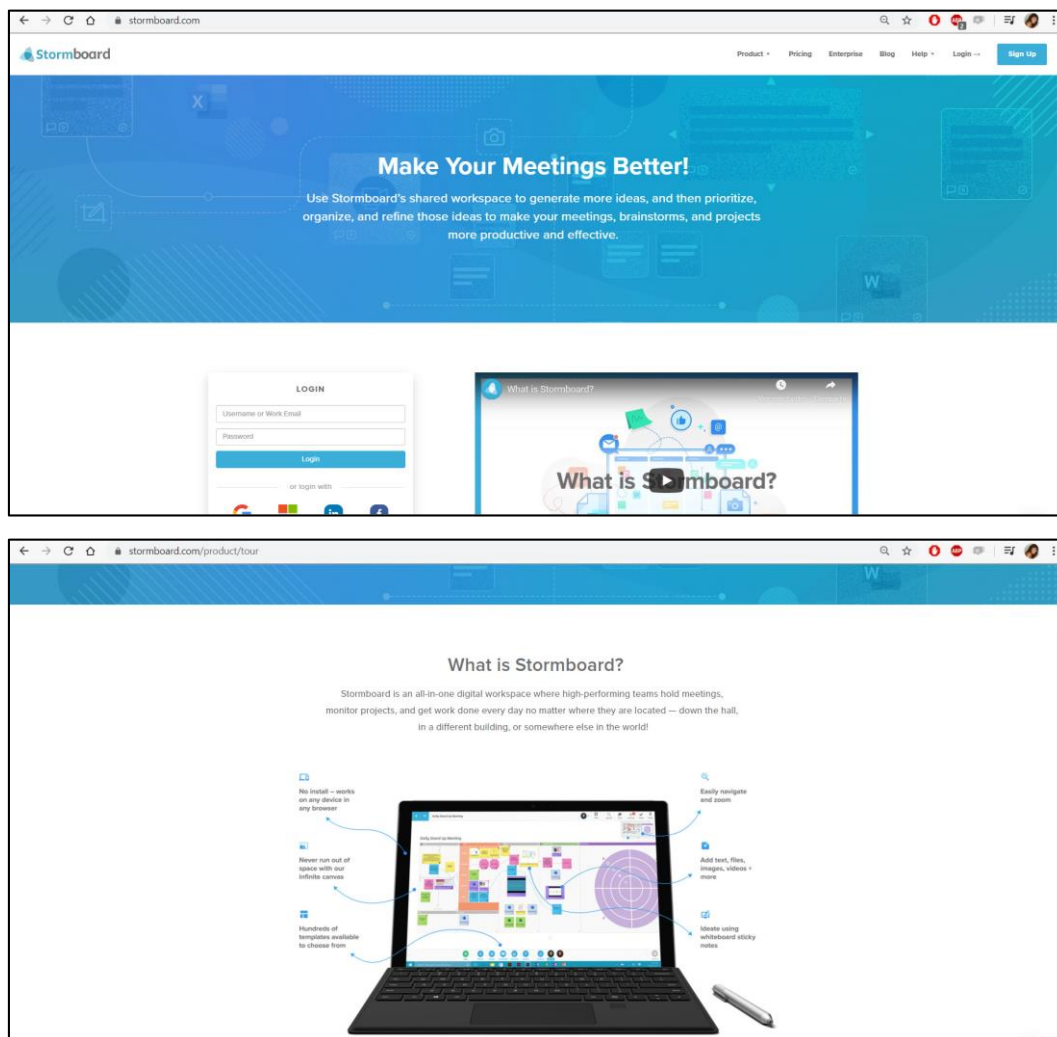 stormboard.com
Stormboard
Product
Pricing
Enterprise
Blog
Help
Login →
Sign Up
Make Your Meetings Better!
Use Stormboard's shared workspace to generate more ideas, and then prioritize,
organize, and refine those ideas to make your meetings, brainstorms, and projects
more productive and effective.
LOGIN
Username or Work Email
Password
Login
or login with
What is Stormboard?
What is Stormboard?
stormboard.com/product/tour
What is Stormboard?
Stormboard is an all-in-one digital workspace where high-performing teams hold meetings,
monitor projects, and get work done every day no matter where they are located — down the hall,
in a different building, or somewhere else in the world!
No install – works
on any device in
any browser
Easily navigate
and zoom
Never run out of
space with our
infinite canvas
Add text, files,
images, videos +
more
Hundreds of
templates available
to choose from
Ideate using
whiteboard sticky
notes
Daily Stand Up Meeting